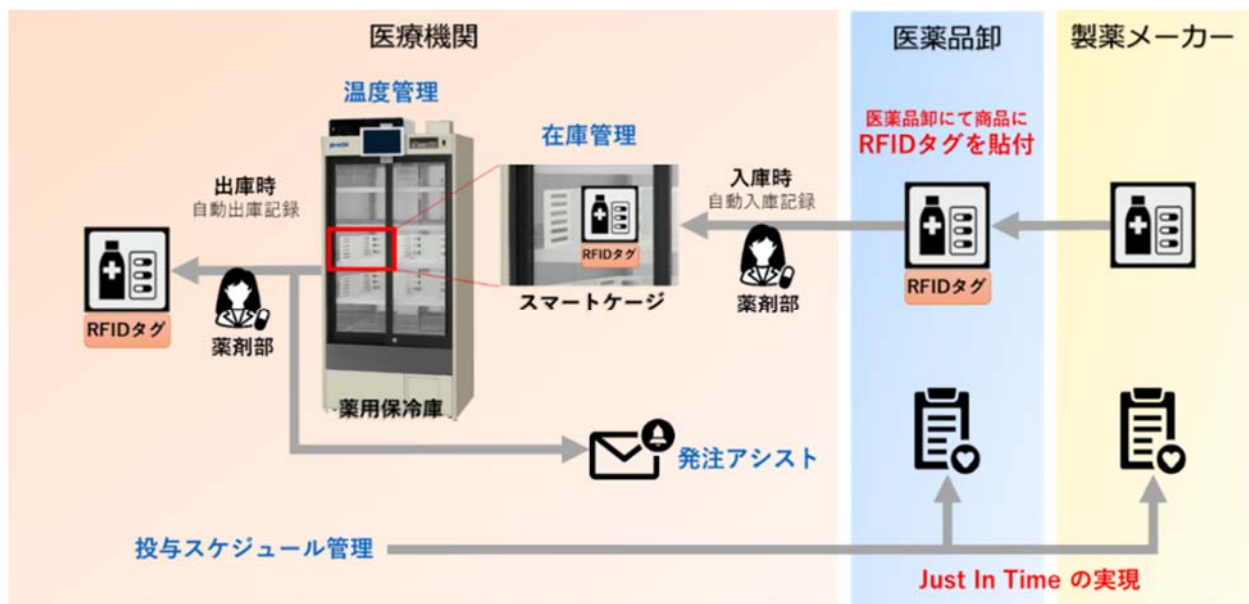 医療機関
医薬品卸
製薬メーカー
温度管理
在庫管理
医薬品卸にて商品に
RFIDタグを貼付
出庫時
自動出庫記録
入庫時
自動入庫記録
RFIDタグ
スマートケージ
薬剤部
RFIDタグ
RFIDタグ
薬剤部
薬用保冷庫
発注アシスト
投与スケジュール管理
Just In Time の実現